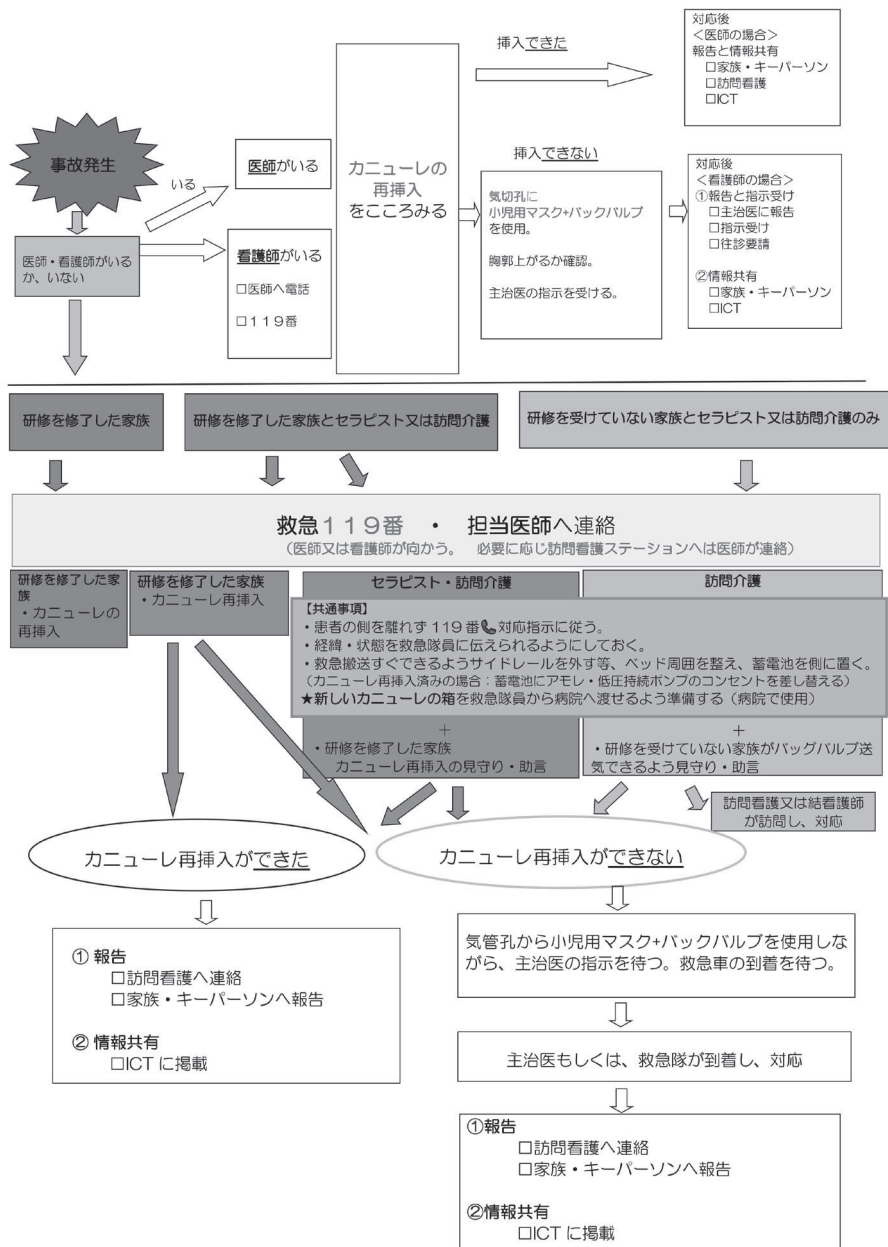 事故発生
医師・看護師がいる
か、いない
いる
医師がいる
看護師がいる
□医師へ電話
□119番
カニューレの
再挿入
をこころみる
挿入できた
対応後
<医師の場合>
報告と情報共有
□家族・キーパーソン
□訪問看護
□ICT
挿入できない
気切孔に
小児用マスク+バックバルブ
を使用。
胸郭上がるか確認。
主治医の指示を受ける。
対応後
<看護師の場合>
①報告と指示受け
□主治医に報告
□指示受け
□往診要請
②情報共有
□家族・キーパーソン
□ICT
研修を修了した家族
研修を修了した家族とセラピスト又は訪問介護
研修を受けていない家族とセラピスト又は訪問介護のみ
救急119番 ・ 担当医師へ連絡
(医師又は看護師が向かう。 必要に応じ訪問看護ステーションへは医師が連絡)
研修を修了した家
族
・カニューレの
再挿入
研修を修了した家族
・カニューレ再挿入
セラピスト・訪問介護
訪問介護
【共通事項】
・患者の側を離れず119番📞対応指示に従う。
・経緯・状態を救急隊員に伝えられるようにしておく。
・救急搬送すぐできるようサイドレールを外す等、ベッド周囲を整え、蓄電池を側に置く。
(カニューレ再挿入済みの場合:蓄電池にアモレ・低圧持続ポンプのコンセントを差し替える)
★新しいカニューレの箱を救急隊員から病院へ渡せるよう準備する(病院で使用)
+
・研修を修了した家族
カニューレ再挿入の見守り・助言
+
・研修を受けていない家族がバッグバルブ送
気できるよう見守り・助言
訪問看護又は結看護師
が訪問し、対応
カニューレ再挿入ができた
カニューレ再挿入ができない
① 報告
□訪問看護へ連絡
□家族・キーパーソンへ報告
② 情報共有
□ICTに掲載
気管孔から小児用マスク+バックバルブを使用しな
がら、主治医の指示を待つ。救急車の到着を待つ。
主治医もしくは、救急隊が到着し、対応
①報告
□訪問看護へ連絡
□家族・キーパーソンへ報告
②情報共有
□ICTに掲載